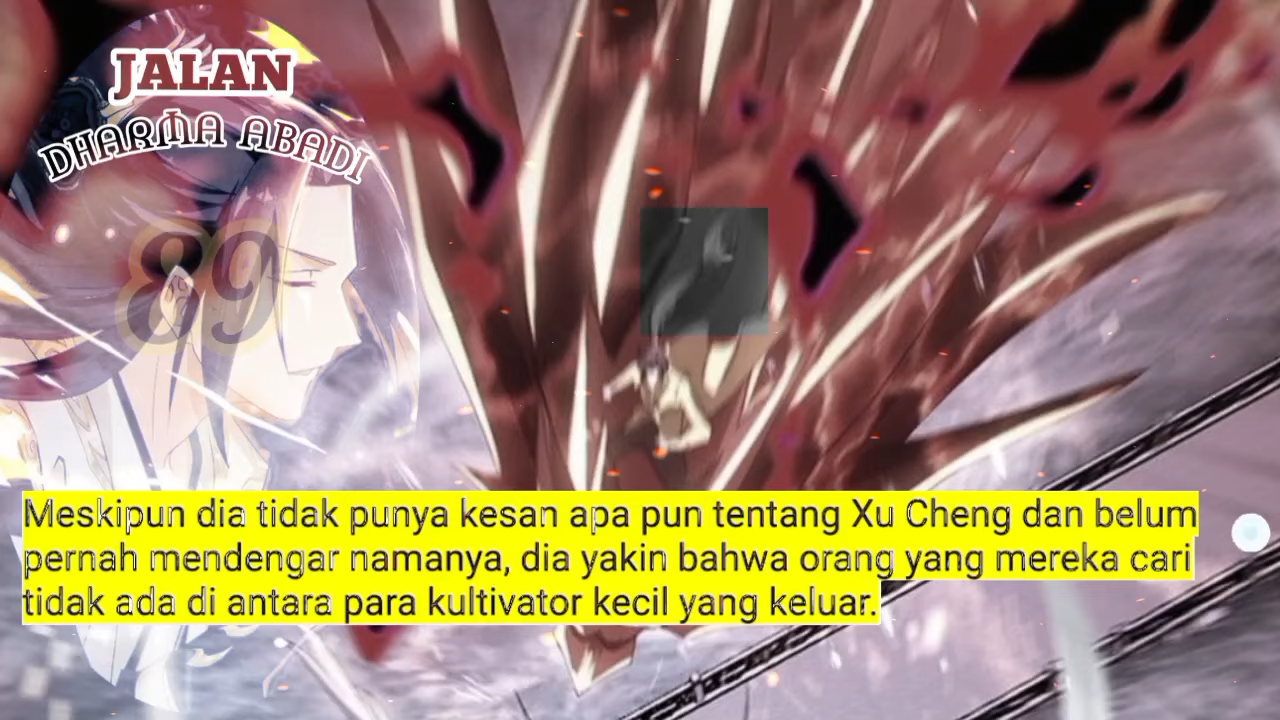 JALAN
DHARMA ABADI
89
Meskipun dia tidak punya kesan apa pun tentang Xu Cheng dan belum
pernah mendengar namanya, dia yakin bahwa orang yang mereka cari
tidak ada di antara para kultivator kecil yang keluar.